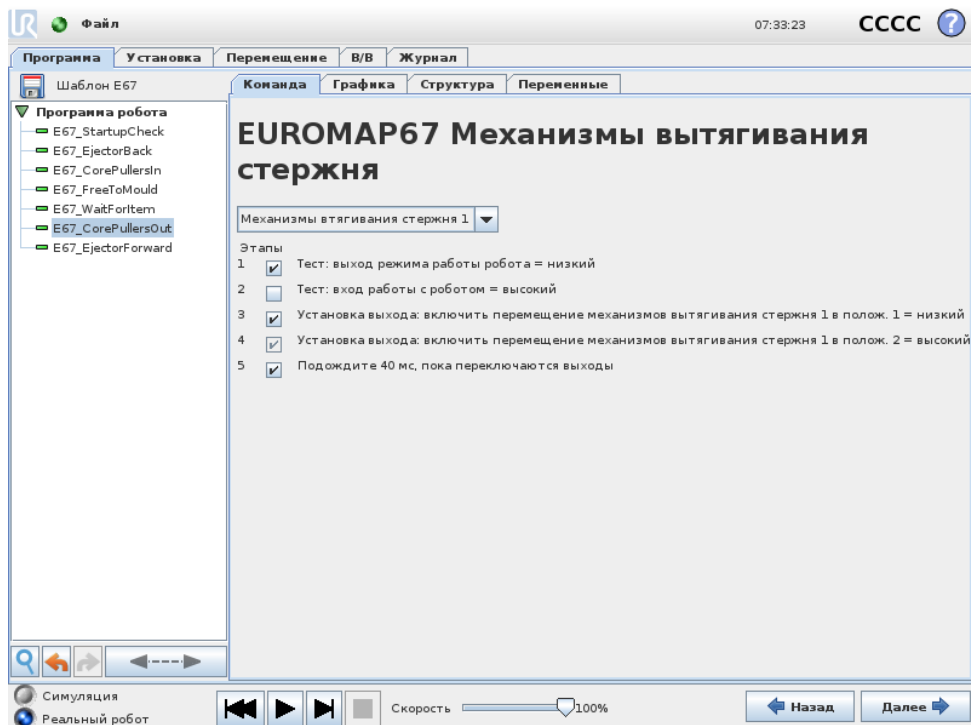 UR Файл 07:33:23 CCCC ?
Программа Установка Перемещение В/В Журнал
Шаблон E67
Команда Графика Структура Переменные
Программа робота
E67_StartupCheck
E67_EjectorBack
E67_CorePullersIn
E67_FreeToMould
E67_WaitForItem
E67_CorePullersOut
E67_EjectorForward
EUROMAP67 Механизмы вытягивания
стержня
Механизмы втягивания стержня 1
Этапы
1 Тест: выход режима работы робота = низкий
2 Тест: вход работы с роботом = высокий
3 Установка выхода: включить перемещение механизмов вытягивания стержня 1 в полож. 1 = низкий
4 Установка выхода: включить перемещение механизмов вытягивания стержня 1 в полож. 2 = высокий
5 Подождите 40 мс, пока переключаются выходы
Симуляция
Реальный робот
Скорость 100%
Назад Далее